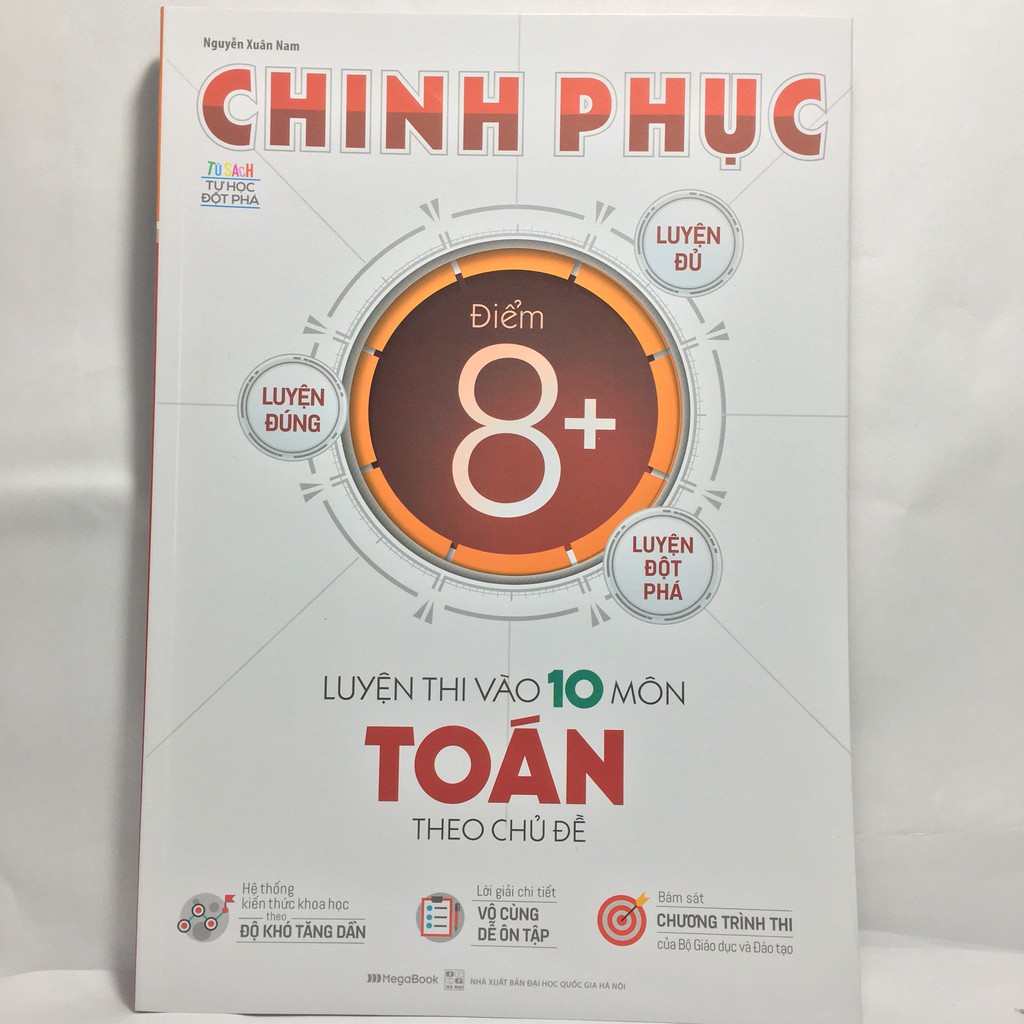 Nguyễn Xuân Nam
CHINH PHỤC
TỦ SÁCH
TỰ HỌC
ĐỘT PHÁ
LUYỆN
ĐỦ
Điểm
8+
LUYỆN
ĐÚNG
LUYỆN
ĐỘT
PHÁ
LUYỆN THI VÀO 10 MÔN
TOÁN
THEO CHỦ ĐỀ
Hệ thống
kiến thức khoa học
theo
ĐỘ KHÓ TĂNG DẦN
Lời giải chi tiết
VÔ CÙNG
DỄ ÔN TẬP
Bám sát
CHƯƠNG TRÌNH THI
của Bộ Giáo dục và Đào tạo
MegaBook
NHÀ XUẤT BẢN ĐẠI HỌC QUỐC GIA HÀ NỘI